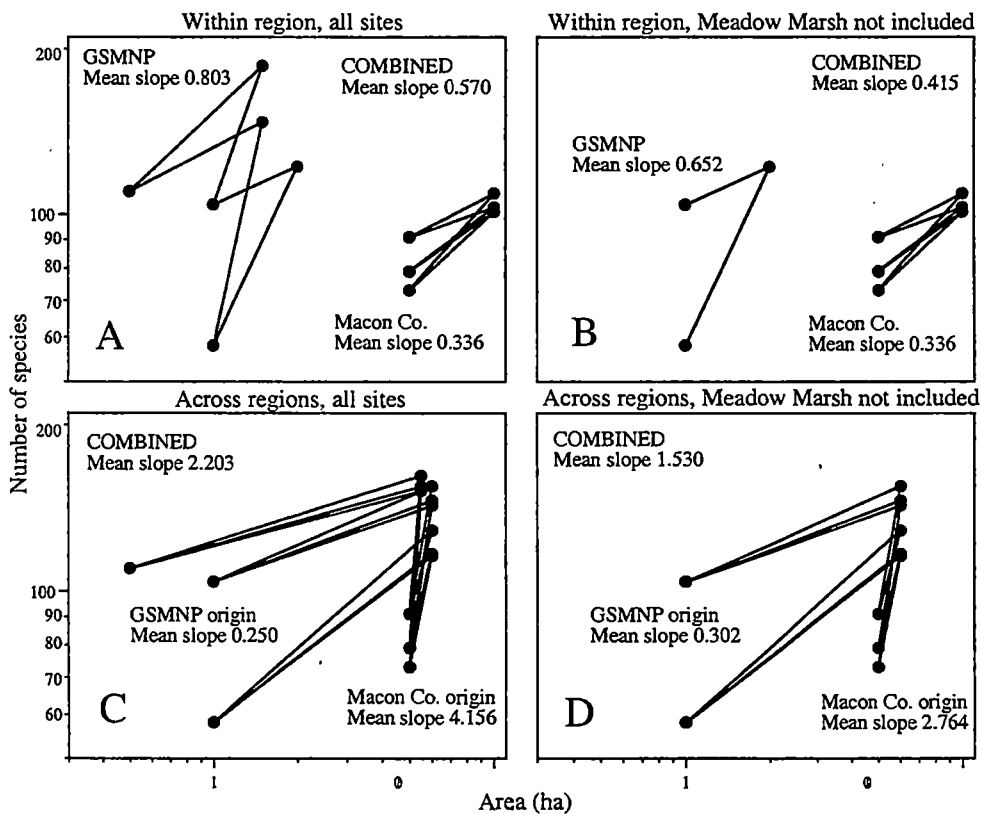 Within region, all sites
Within region, Meadow Marsh not included
200
GSMNP
Mean slope 0.803
COMBINED
Mean slope 0.570
COMBINED
Mean slope 0.415
GSMNP
Mean slope 0.652
100
90
80
70
60
A
Macon Co.
Mean slope 0.336
B
Macon Co.
Mean slope 0.336
Number of species
Across regions, all sites
Across regions, Meadow Marsh not included
200
COMBINED
Mean slope 2.203
COMBINED
Mean slope 1.530
100
90
80
70
60
GSMNP origin
Mean slope 0.250
GSMNP origin
Mean slope 0.302
C
Macon Co. origin
Mean slope 4.156
D
Macon Co. origin
Mean slope 2.764
1
1
Area (ha)